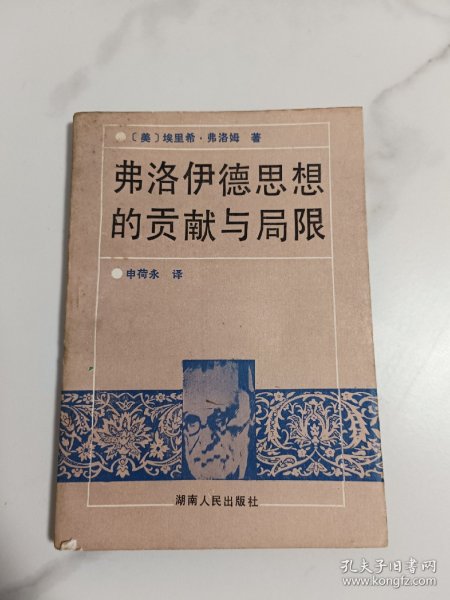 〔美〕埃里希·弗洛姆 著
弗洛伊德思想
的贡献与局限
申荷永 译
湖南人民出版社
孔夫子旧书网
www.kongfz.com